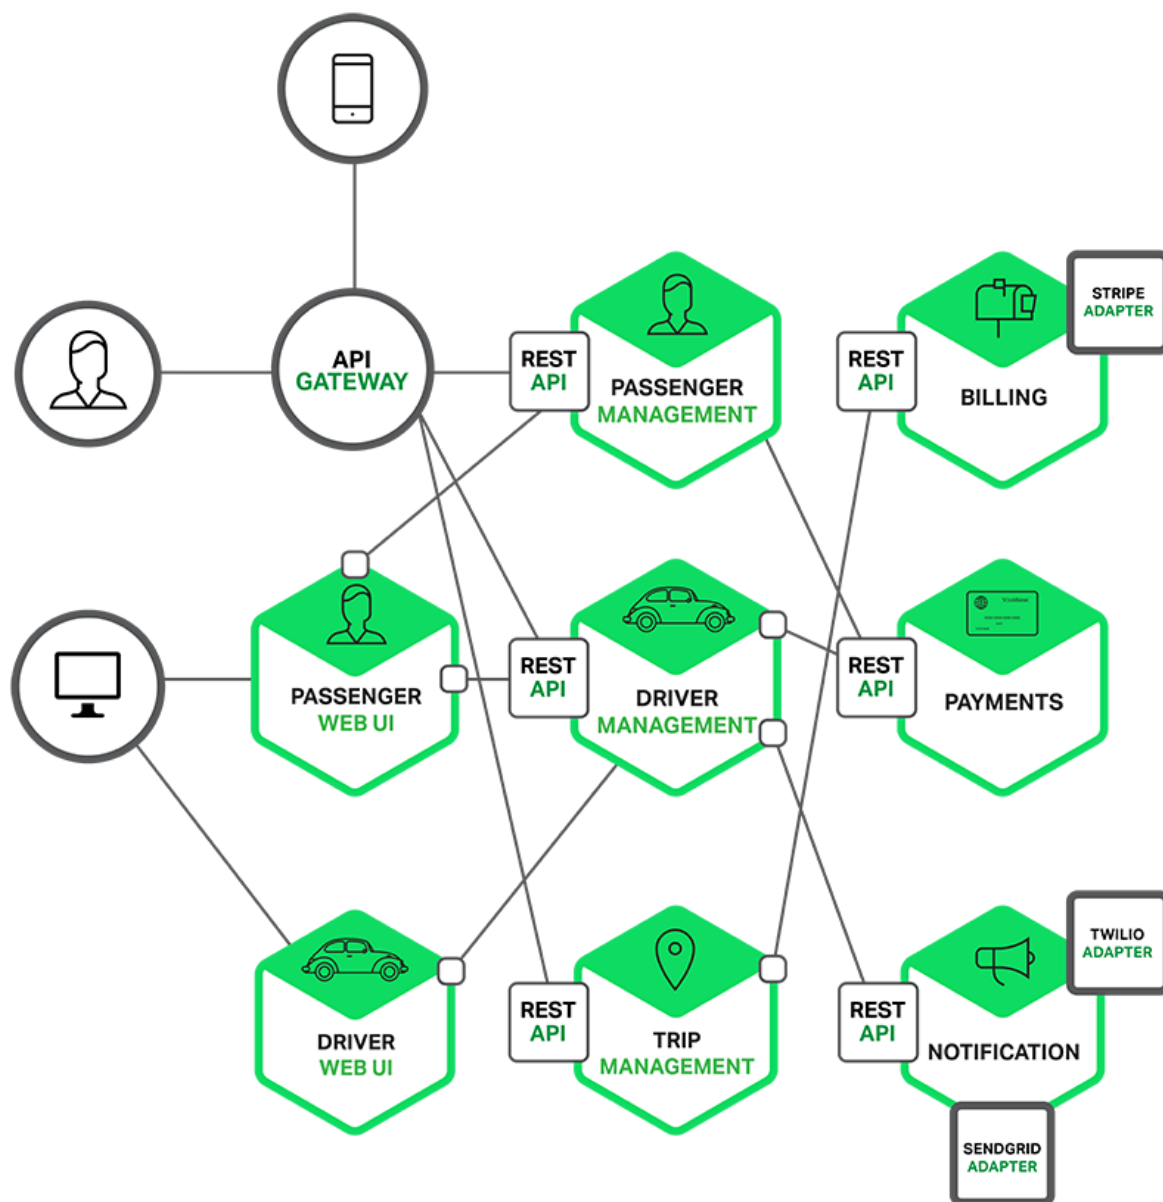 API
GATEWAY
REST
API
PASSENGER
MANAGEMENT
REST
API
BILLING
STRIPE
ADAPTER
PASSENGER
WEB UI
REST
API
DRIVER
MANAGEMENT
REST
API
PAYMENTS
DRIVER
WEB UI
REST
API
TRIP
MANAGEMENT
REST
API
NOTIFICATION
TWILIO
ADAPTER
SENDGRID
ADAPTER